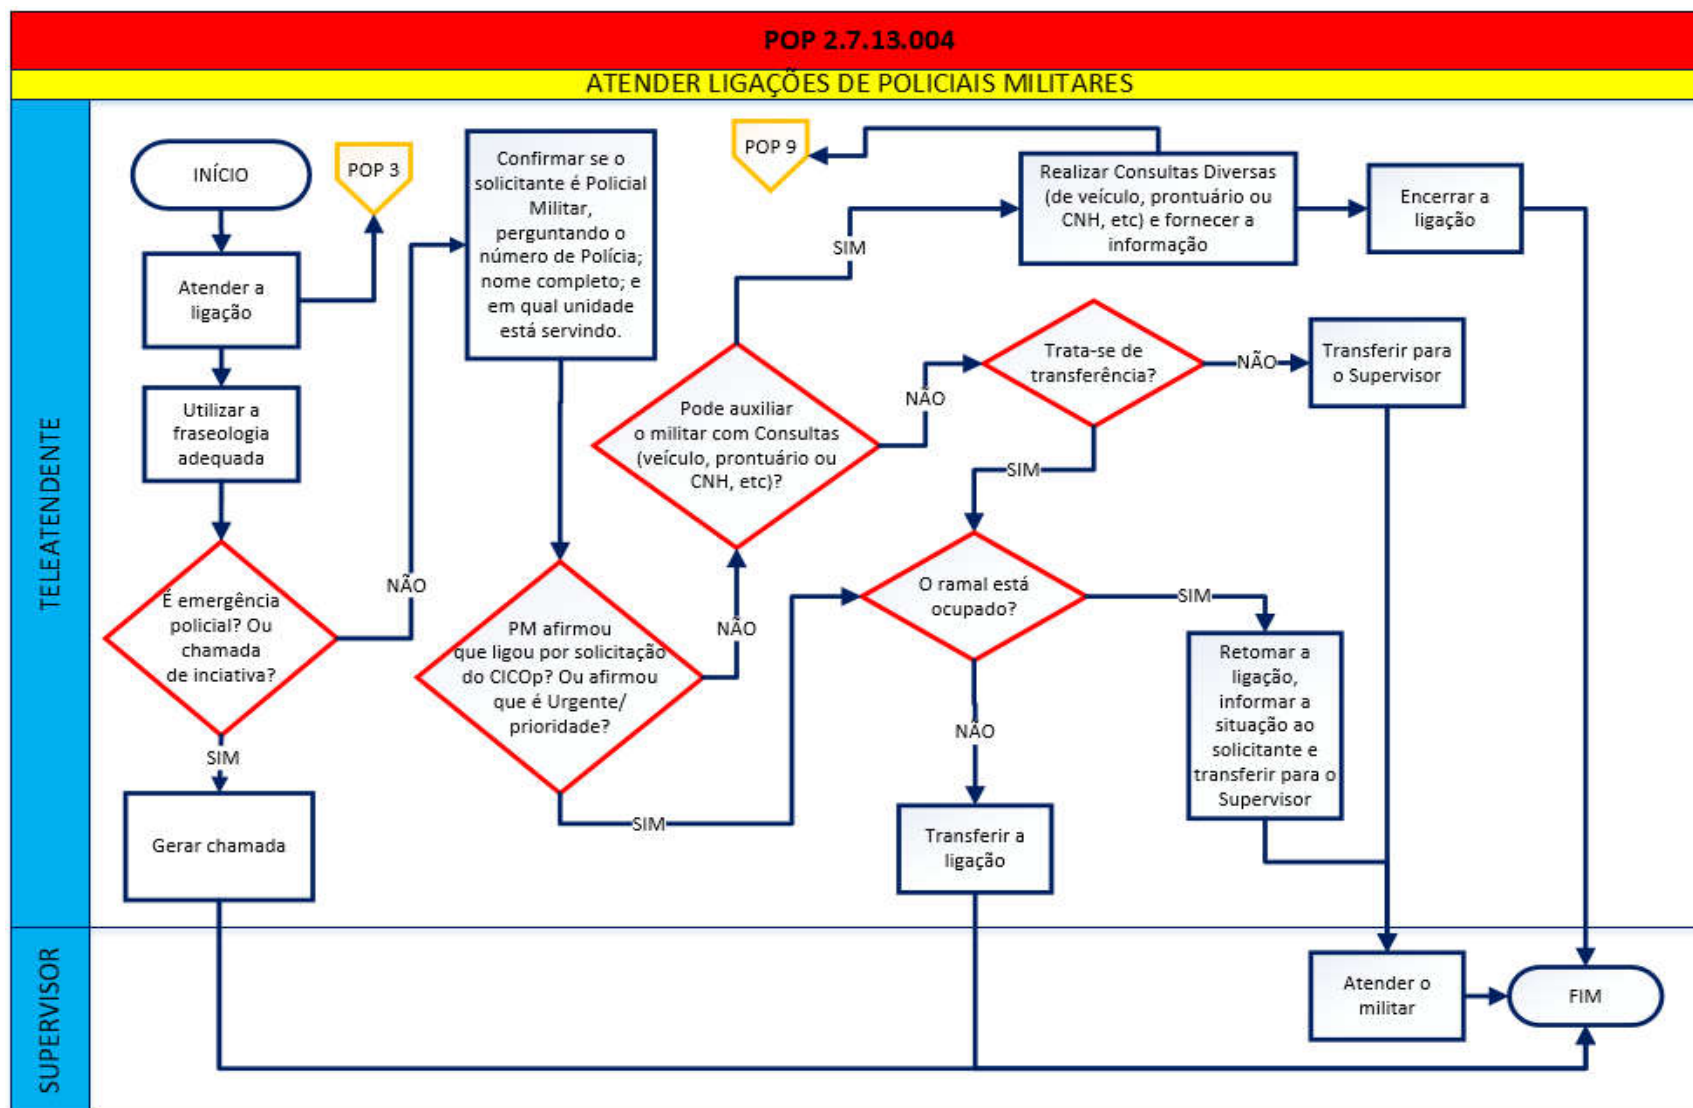 POP 2.7.13.004
ATENDER LIGAÇÕES DE POLICIAIS MILITARES
TELEATENDENTE
INÍCIO
POP 3
Atender a
ligação
Utilizar a
fraseologia
adequada
É emergência
policial? Ou
chamada
de inciativa?
SIM
Gerar chamada
NÃO
Confirmar se o
solicitante é Policial
Militar,
perguntando o
número de Polícia;
nome completo; e
em qual unidade
está servindo.
PM afirmou
que ligou por solicitação
do CICOp? Ou afirmou
que é Urgente/
prioridade?
SIM
NÃO
Pode auxiliar
o militar com Consultas
(veículo, prontuário ou
CNH, etc)?
SIM
POP 9
Realizar Consultas Diversas
(de veículo, prontuário ou
CNH, etc) e fornecer a
informação
Encerrar a
ligação
NÃO
Trata-se de
transferência?
NÃO
Transferir para
o Supervisor
SIM
O ramal está
ocupado?
SIM
Retomar a
ligação,
informar a
situação ao
solicitante e
transferir para o
Supervisor
NÃO
Transferir a
ligação
SUPERVISOR
Atender o
militar
FIM